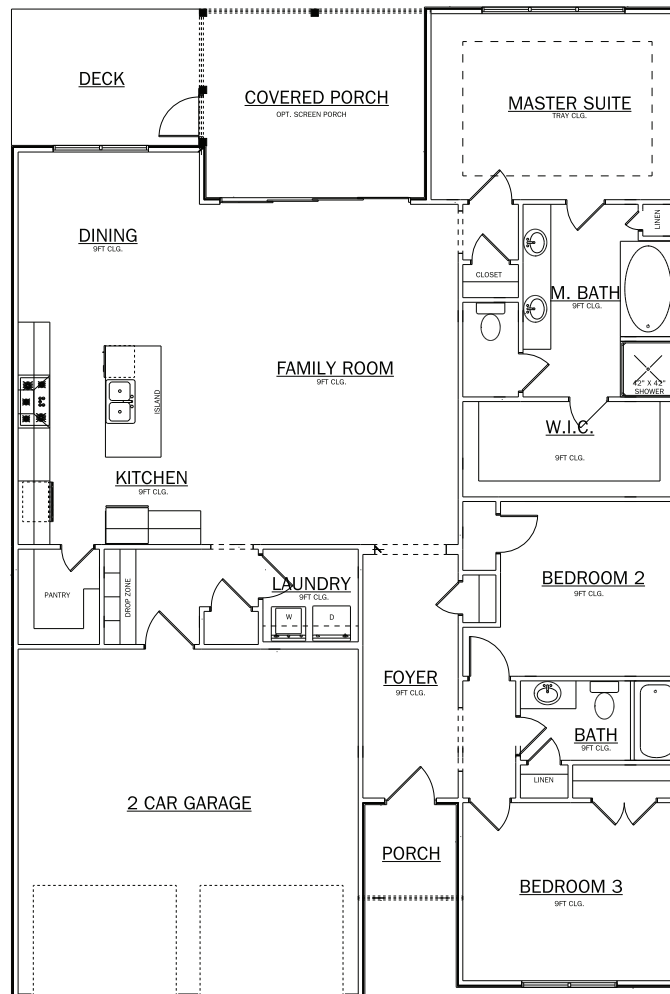 DECK
COVERED PORCH
OPT. SCREEN PORCH
MASTER SUITE
TRAY CLG.
DINING
9FT CLG.
LINEN
CLOSET
M. BATH
9FT CLG.
FAMILY ROOM
9FT CLG.
ISLAND
42" X 42"
SHOWER
W.I.C.
9FT CLG.
KITCHEN
9FT CLG.
PANTRY
DROP ZONE
LAUNDRY
9FT CLG.
W
D
BEDROOM 2
9FT CLG.
FOYER
9FT CLG.
BATH
9FT CLG.
LINEN
2 CAR GARAGE
PORCH
BEDROOM 3
9FT CLG.